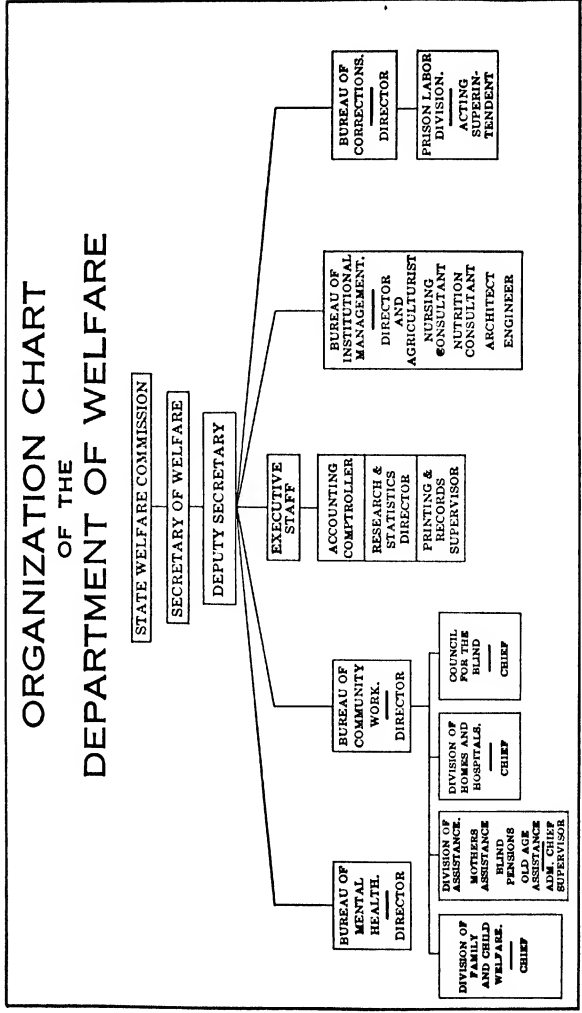 ORGANIZATION CHART
OF THE
DEPARTMENT OF WELFARE
STATE WELFARE COMMISSION
SECRETARY OF WELFARE
DEPUTY SECRETARY
EXECUTIVE
STAFF
ACCOUNTING
COMPTROLLER
RESEARCH &
STATISTICS
DIRECTOR
PRINTING &
RECORDS
SUPERVISOR
BUREAU OF
MENTAL
HEALTH.
DIRECTOR
BUREAU OF
COMMUNITY
WORK.
DIRECTOR
BUREAU OF
INSTITUTIONAL
MANAGEMENT.
DIRECTOR
AND
AGRICULTURIST
NURSING
CONSULTANT
NUTRITION
CONSULTANT
ARCHITECT
ENGINEER
BUREAU OF
CORRECTIONS.
DIRECTOR
PRISON LABOR
DIVISION.
ACTING
SUPERIN-
TENDENT
DIVISION OF
FAMILY
AND CHILD
WELFARE.
CHIEF
DIVISION OF
ASSISTANCE.
MOTHERS
ASSISTANCE
BLIND
PENSIONS
OLD AGE
ASSISTANCE
ADM. CHIEF
SUPERVISOR
DIVISION OF
HOMES AND
HOSPITALS.
CHIEF
COUNCIL
FOR THE
BLIND
CHIEF